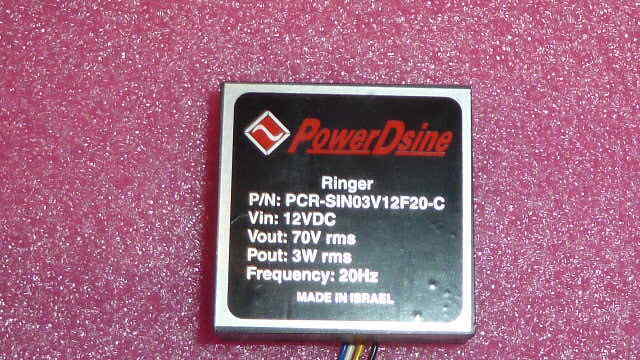 PowerDsine
Ringer
P/N: PCR-SIN03V12F20-C
Vin: 12VDC
Vout: 70V rms
Pout: 3W rms
Frequency: 20Hz
MADE IN ISRAEL